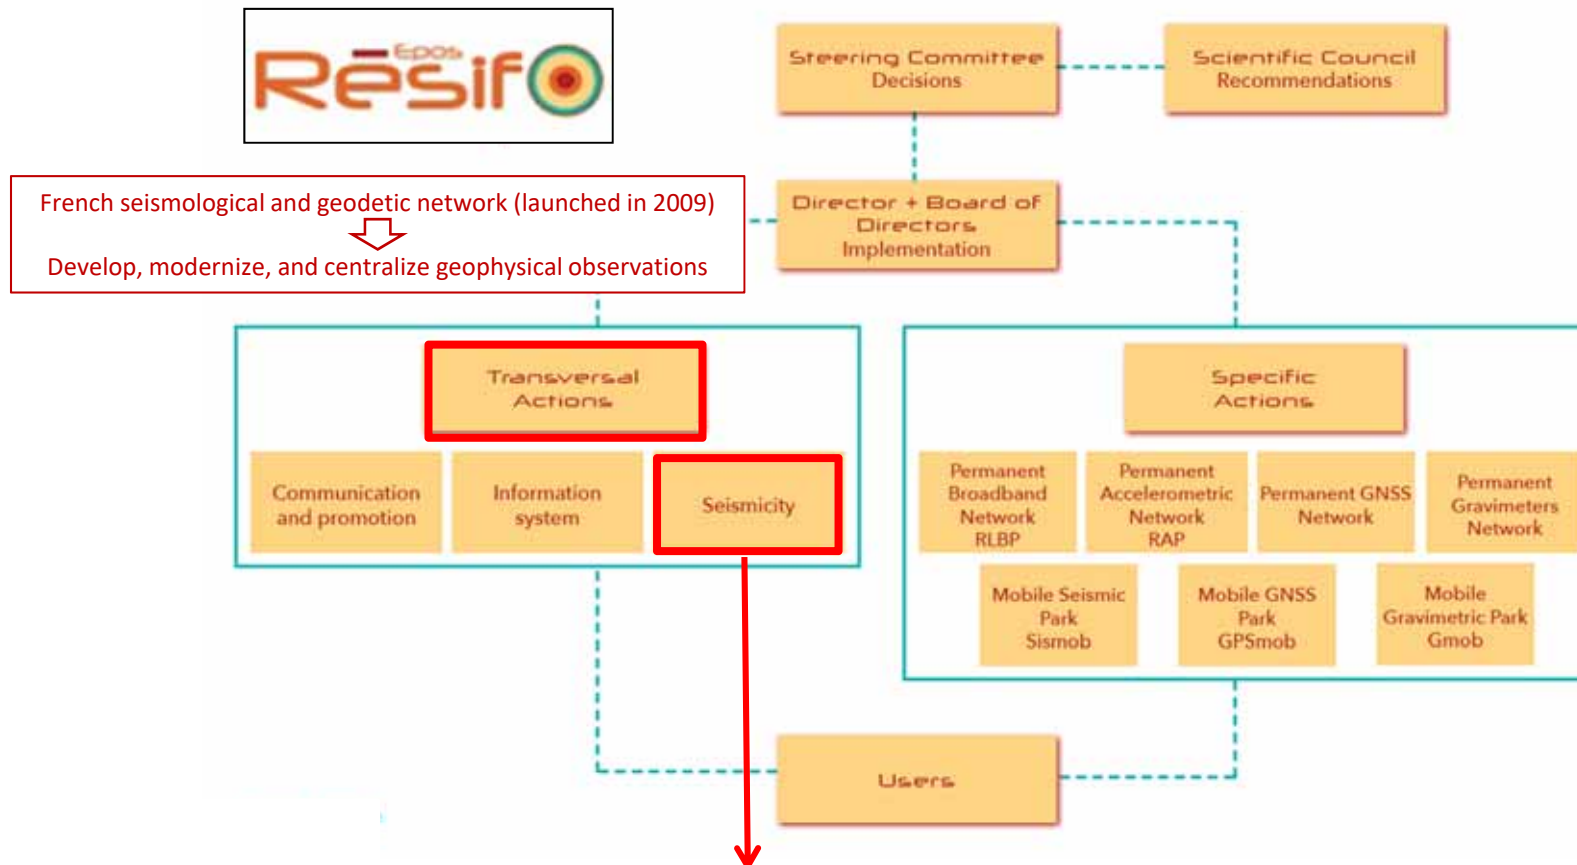 Epos
Résif
Steering Committee
Decisions
Scientific Council
Recommendations
French seismological and geodetic network (launched in 2009)
Develop, modernize, and centralize geophysical observations
Director + Board of
Directors
Implementation
Transversal
Actions
Communication
and promotion
Information
system
Seismicity
Specific
Actions
Permanent
Broadband
Network
RLBP
Permanent
Accelerometric
Network
RAP
Permanent GNSS
Network
Permanent
Gravimeters
Network
Mobile Seismic
Park
Sismob
Mobile GNSS
Park
GPSmob
Mobile
Gravimetric Park
Gmob
Users